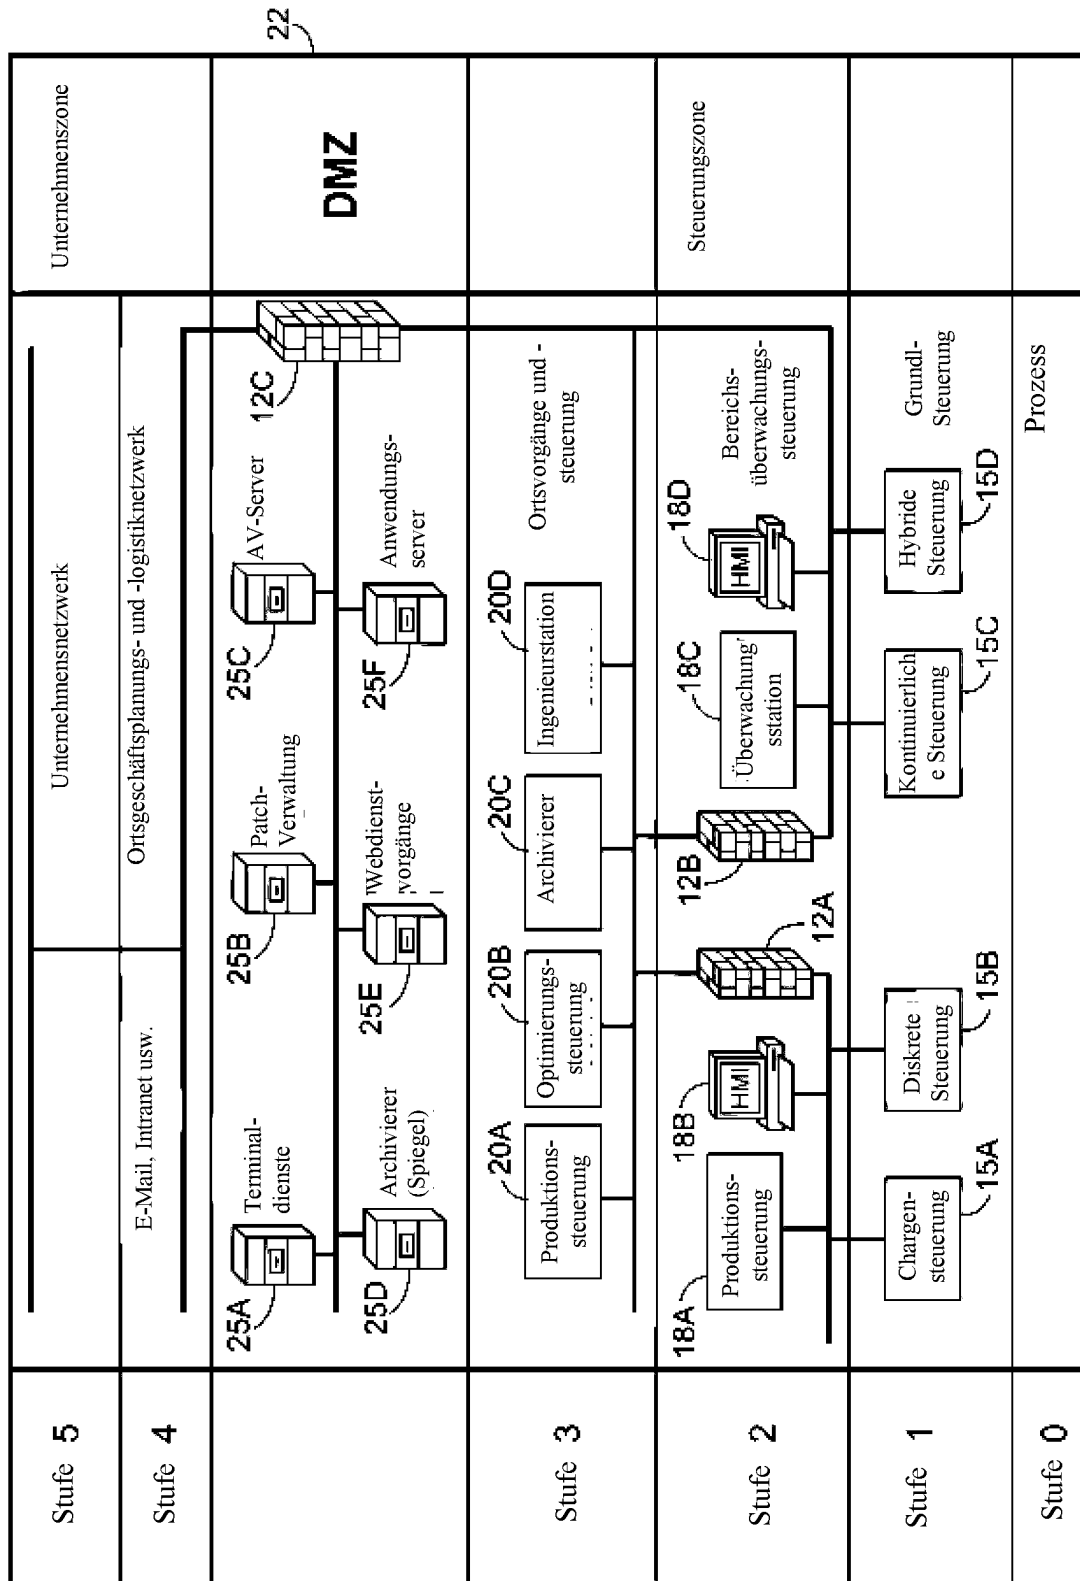 22
Stufe 5
Unternehmensnetzwerk
Unternehmenszone
Stufe 4
E-Mail, Intranet usw.
Ortsgeschäftsplanungs- und -logistiknetzwerk
25A
Terminal-
dienste
25B
Patch-
Verwaltung
25C
AV-Server
12C
DMZ
25D
Archivierer
(Spiegel)
25E
Webdienst-
vorgänge
25F
Anwendungs-
server
Stufe 3
20A
Produktions-
steuerung
20B
Optimierungs-
steuerung
20C
Archivierer
20D
Ingenieurstation
Ortsvorgänge und -
steuerung
Stufe 2
18A
Produktions-
steuerung
18B
HMI
12A
12B
18C
Überwachung
sstation
18D
HMI
Bereichs-
überwachungs-
steuerung
Steuerungszone
Stufe 1
Chargen-
steuerung
15A
Diskrete
Steuerung
15B
Kontinuierlich
e Steuerung
15C
Hybride
Steuerung
15D
Grundl-
Steuerung
Stufe 0
Prozess